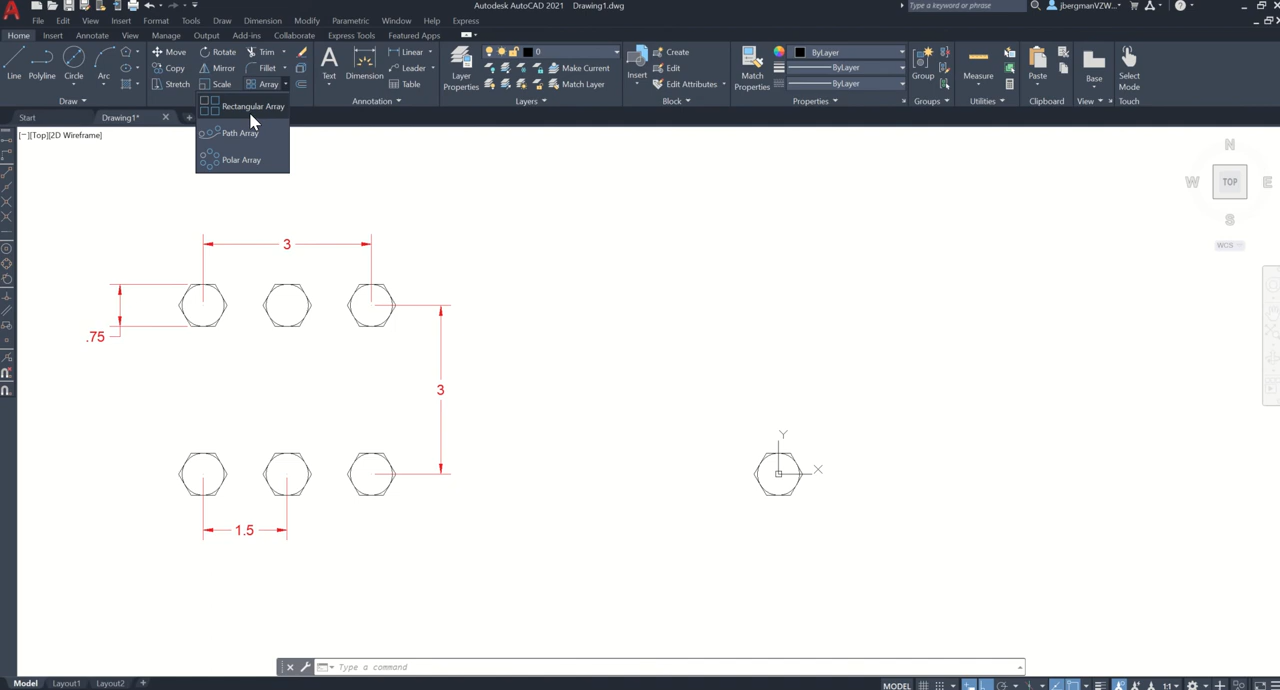 Autodesk AutoCAD 2021 Drawing1.dwg
Type a keyword or phrase
jbergmanVZW...
File Edit View Insert Format Tools Draw Dimension Modify Parametric Window Help Express
Home Insert Annotate View Manage Output Add-ins Collaborate Express Tools Featured Apps
Line Polyline Circle Arc
Move Rotate Trim
Copy Mirror Fillet
Stretch Scale Array
Text Dimension
Linear
Leader
Table
Layer
Properties
0
Make Current
Match Layer
Insert
Create
Edit
Edit Attributes
Match
Properties
ByLayer
ByLayer
ByLayer
Group
Measure
Paste
Base
Select
Mode
Draw Annotation Layers Block Properties Groups Utilities Clipboard View Touch
Rectangular Array
Path Array
Polar Array
Start Drawing1*
[−][Top][2D Wireframe]
N
W TOP E
S
WCS
3
.75
3
1.5
Y
X
Type a command
Model Layout1 Layout2
MODEL 1:1